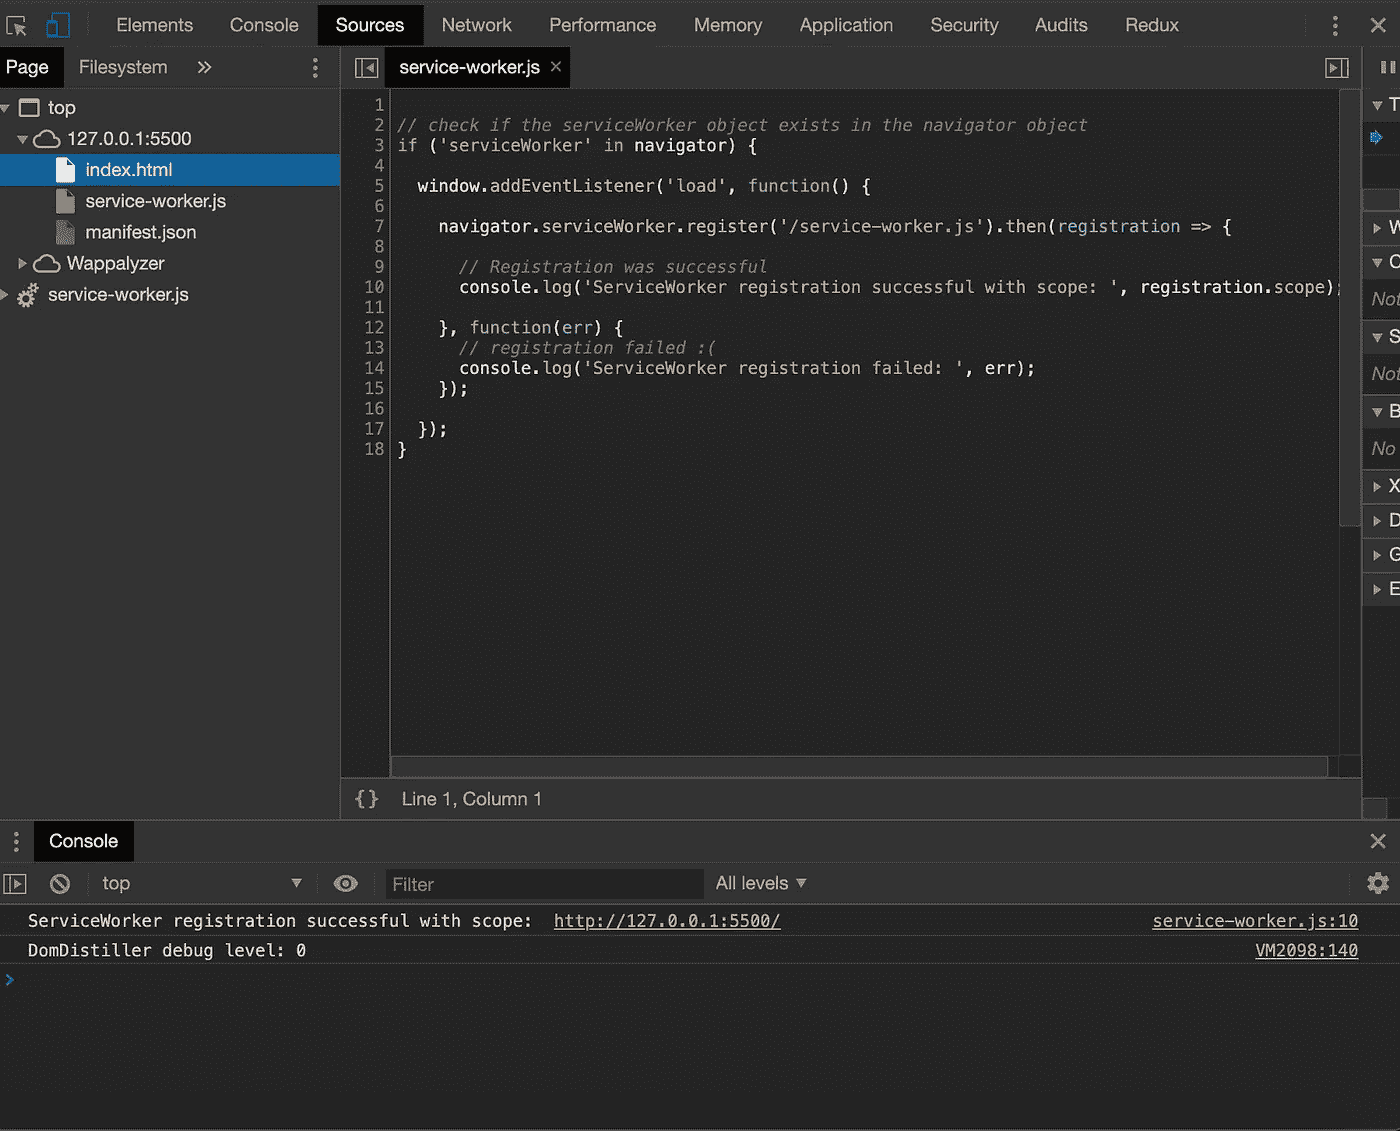 Elements Console Sources Network Performance Memory Application Security Audits Redux
Page Filesystem »
service-worker.js ×
top
127.0.0.1:5500
index.html
service-worker.js
manifest.json
Wappalyzer
service-worker.js
1
2 // check if the serviceWorker object exists in the navigator object
3 if ('serviceWorker' in navigator) {
4
5 window.addEventListener('load', function() {
6
7 navigator.serviceWorker.register('/service-worker.js').then(registration => {
8
9 // Registration was successful
10 console.log('ServiceWorker registration successful with scope: ', registration.scope);
11
12 }, function(err) {
13 // registration failed :(
14 console.log('ServiceWorker registration failed: ', err);
15 });
16
17 });
18 }
T
W
C
Not
S
Not
B
No
X
D
G
E
{} Line 1, Column 1
Console
top Filter All levels
ServiceWorker registration successful with scope: http://127.0.0.1:5500/ service-worker.js:10
DomDistiller debug level: 0 VM2098:140
>